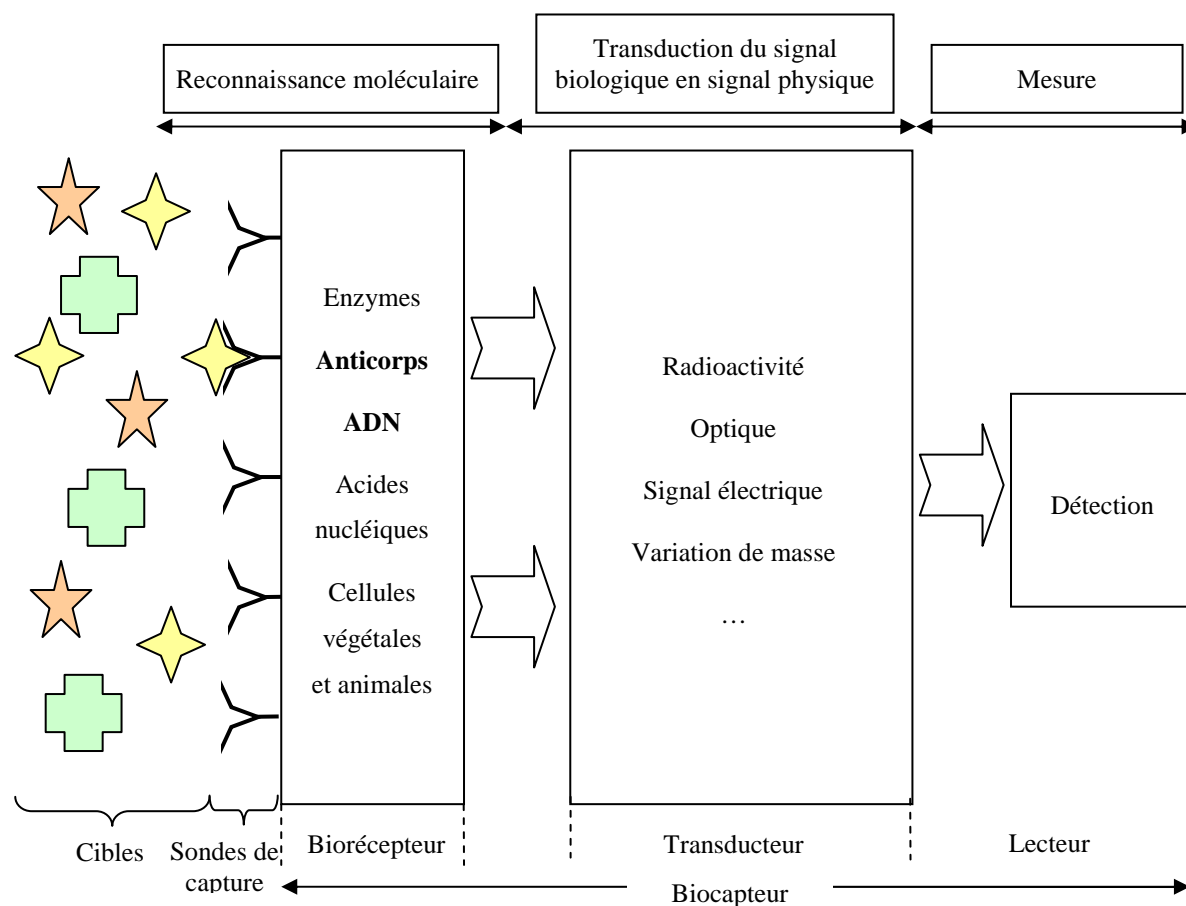 Reconnaissance moléculaire
Transduction du signal
biologique en signal physique
Mesure
Enzymes
Anticorps
ADN
Acides
nucléiques
Cellules
végétales
et animales
Radioactivité
Optique
Signal électrique
Variation de masse
…
Détection
Cibles
Sondes de
capture
Biorécepteur
Transducteur
Lecteur
Biocapteur